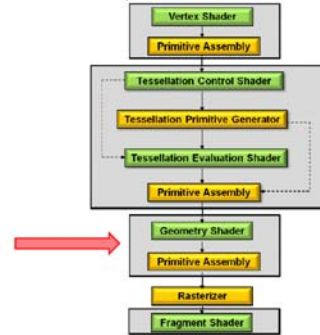 Vertex Shader
Primitive Assembly
Tessellation Control Shader
Tessellation Primitive Generator
Tessellation Evaluation Shader
Primitive Assembly
Geometry Shader
Primitive Assembly
Rasterizer
Fragment Shader